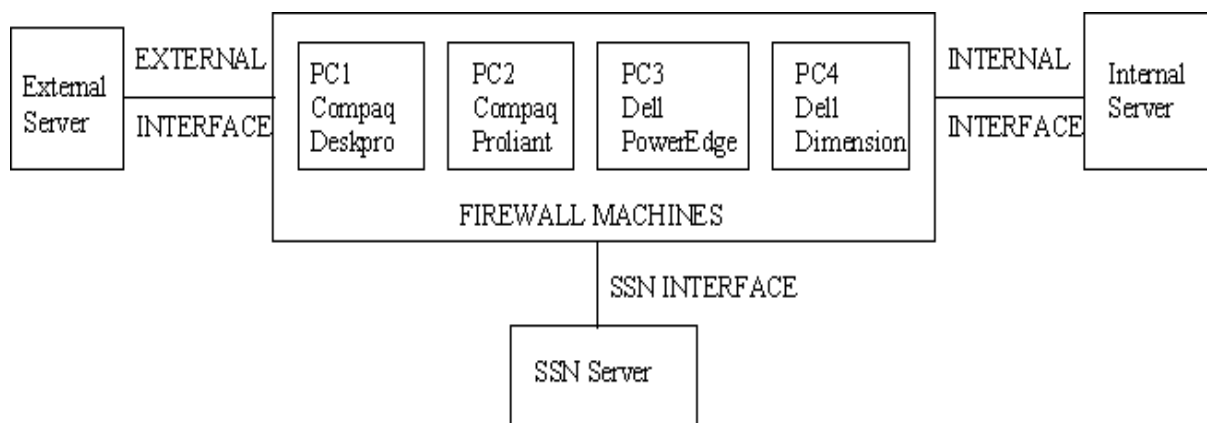 External
Server
EXTERNAL
INTERFACE
PC1
Compaq
Deskpro
PC2
Compaq
Proliant
PC3
Dell
PowerEdge
PC4
Dell
Dimension
FIREWALL MACHINES
INTERNAL
INTERFACE
Internal
Server
SSN INTERFACE
SSN Server